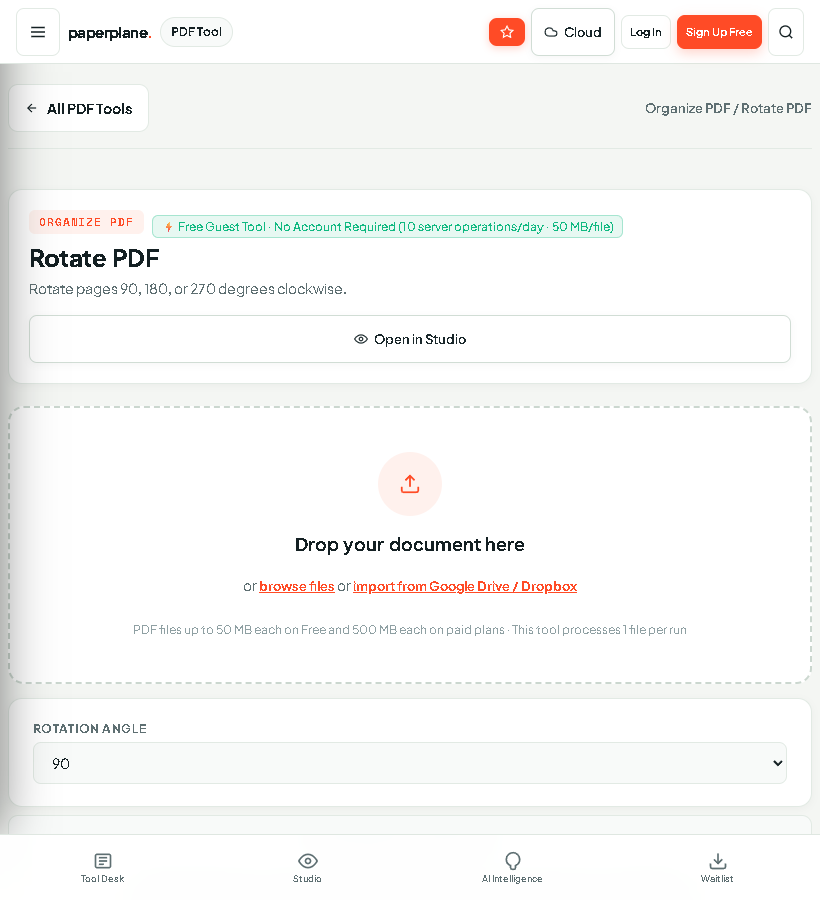 paperplane.
PDF Tool
Cloud
Log In
Sign Up Free
All PDF Tools
Organize PDF / Rotate PDF
ORGANIZE PDF
Free Guest Tool · No Account Required (10 server operations/day · 50 MB/file)
Rotate PDF
Rotate pages 90, 180, or 270 degrees clockwise.
Open in Studio
Drop your document here
or browse files or import from Google Drive / Dropbox
PDF files up to 50 MB each on Free and 500 MB each on paid plans · This tool processes 1 file per run
ROTATION ANGLE
90
Tool Desk
Studio
AI Intelligence
Waitlist